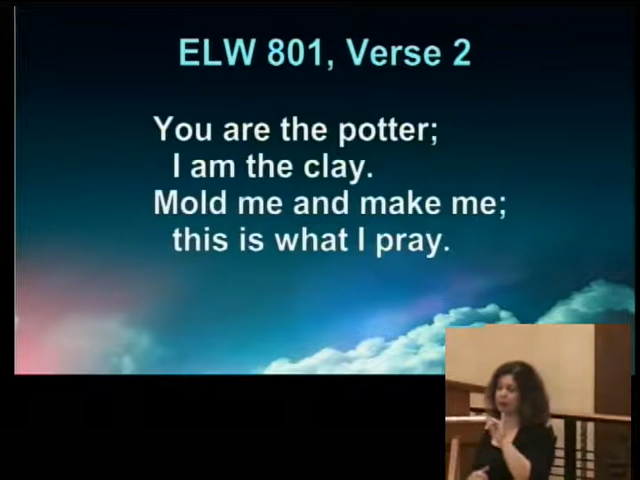 ELW 801, Verse 2
You are the potter;
I am the clay.
Mold me and make me;
this is what I pray.